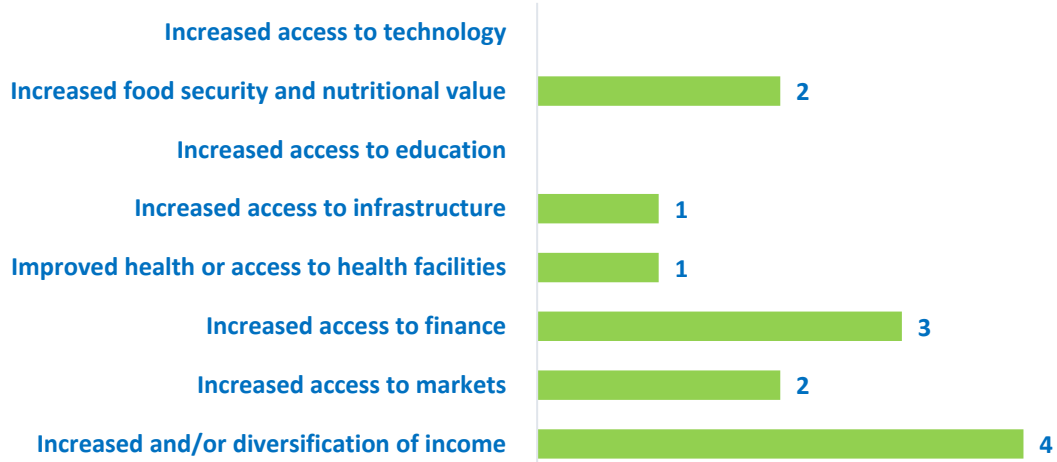 Increased access to technology
Increased food security and nutritional value 2
Increased access to education
Increased access to infrastructure 1
Improved health or access to health facilities 1
Increased access to finance 3
Increased access to markets 2
Increased and/or diversification of income 4